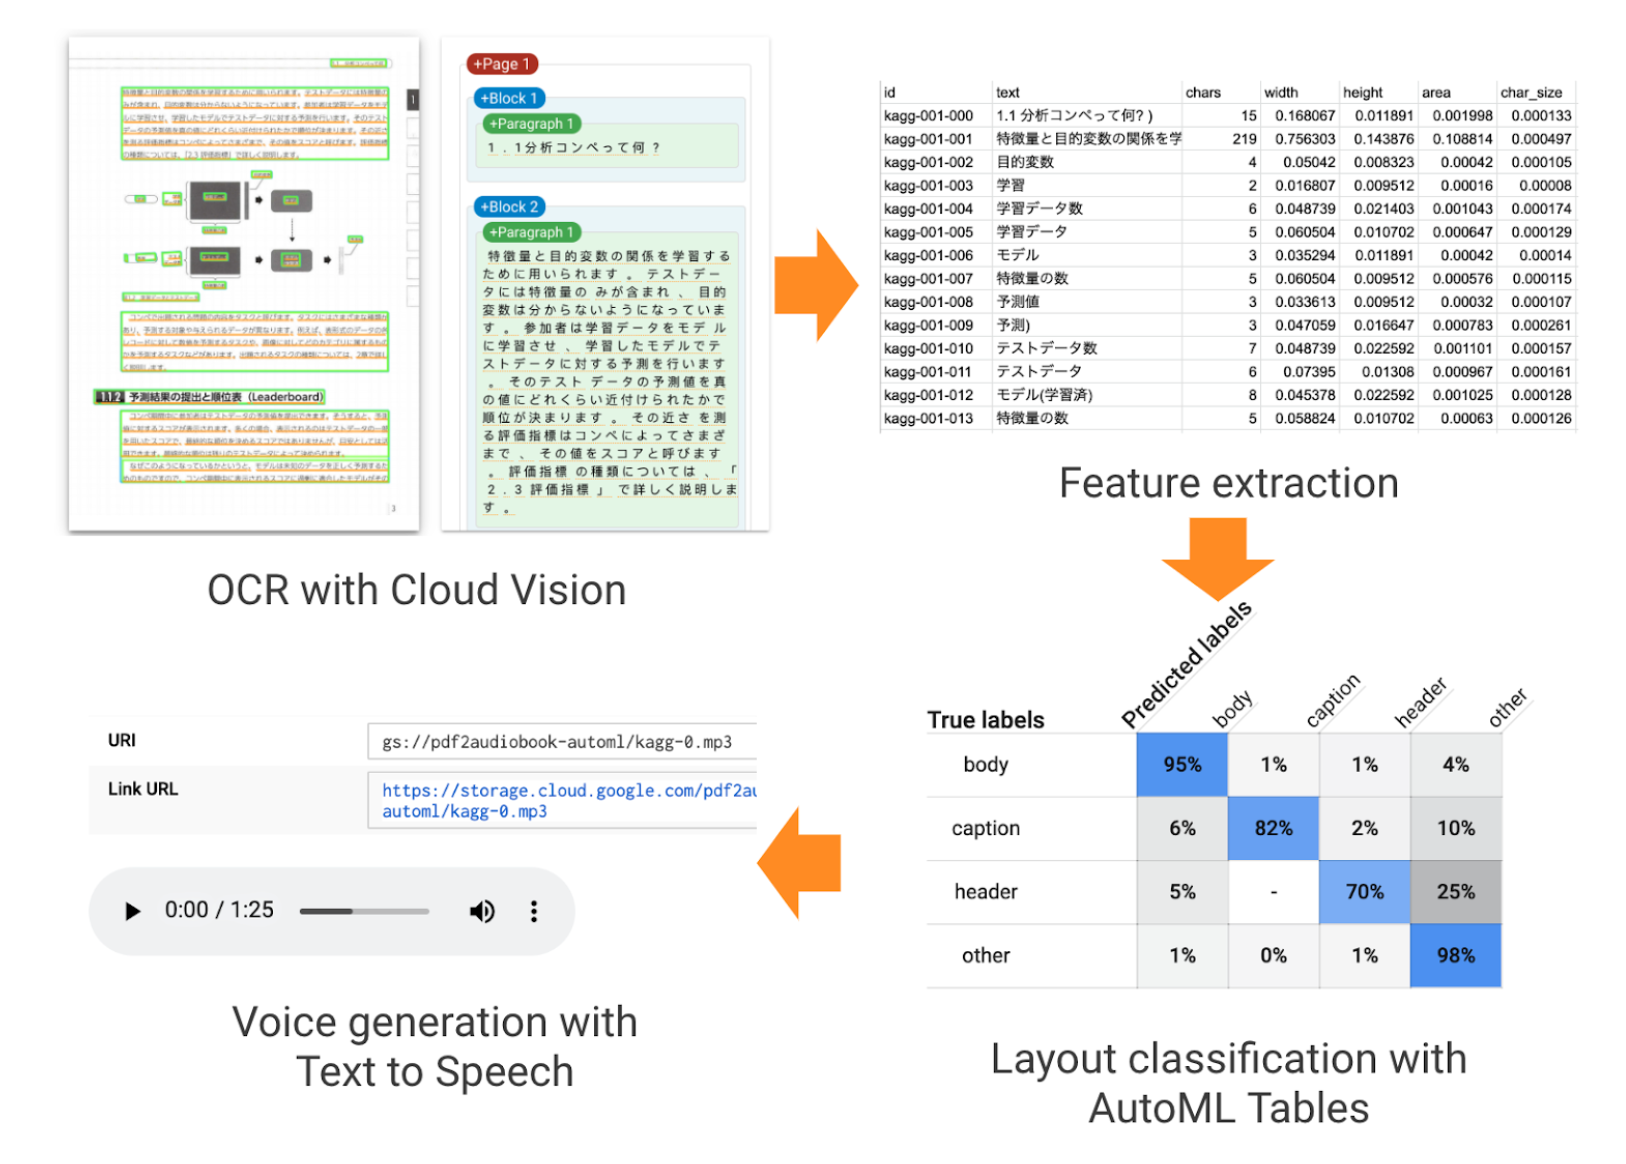 1
予測結果の提出と順位表（Leaderboard）
3
+Page 1
+Block 1
+Paragraph 1
1.1分析コンペって何?
+Block 2
+Paragraph 1
特徴量と目的変数の関係を学習する
ために用いられます。テストデー
タには特徴量の みが含まれ、目的
変数は分からないようになっていま
す。参加者は学習データをモデ ル
に学習させ、学習したモデルでテ
ストデータに対する予測を行います
。そのテスト データの予測値を真
の値にどれくらい近付けられたかで
順位が決まります。その近さ を測
る評価指標はコンペによってさまざ
まで、その値をスコアと呼びます
。評価指標 の種類については、「
2.3 評価指標」で詳しく説明しま
す。
OCR with Cloud Vision
id text chars width height area char_size
kagg-001-000 1.1 分析コンペって何? ) 15 0.168067 0.011891 0.001998 0.000133
kagg-001-001 特徴量と目的変数の関係を学 219 0.756303 0.143876 0.108814 0.000497
kagg-001-002 目的変数 4 0.05042 0.008323 0.00042 0.000105
kagg-001-003 学習 2 0.016807 0.009512 0.00016 0.00008
kagg-001-004 学習データ数 6 0.048739 0.021403 0.001043 0.000174
kagg-001-005 学習データ 5 0.060504 0.010702 0.000647 0.000129
kagg-001-006 モデル 3 0.035294 0.011891 0.00042 0.00014
kagg-001-007 特徴量の数 5 0.060504 0.009512 0.000576 0.000115
kagg-001-008 予測値 3 0.033613 0.009512 0.00032 0.000107
kagg-001-009 予測) 3 0.047059 0.016647 0.000783 0.000261
kagg-001-010 テストデータ数 7 0.048739 0.022592 0.001101 0.000157
kagg-001-011 テストデータ 6 0.07395 0.01308 0.000967 0.000161
kagg-001-012 モデル(学習済) 8 0.045378 0.022592 0.001025 0.000128
kagg-001-013 特徴量の数 5 0.058824 0.010702 0.00063 0.000126
Feature extraction
Predicted labels
True labels body caption header other
body 95% 1% 1% 4%
caption 6% 82% 2% 10%
header 5% - 70% 25%
other 1% 0% 1% 98%
Layout classification with
AutoML Tables
URI gs://pdf2audiobook-automl/kagg-0.mp3
Link URL https://storage.cloud.google.com/pdf2au
automl/kagg-0.mp3
0:00 / 1:25
Voice generation with
Text to Speech